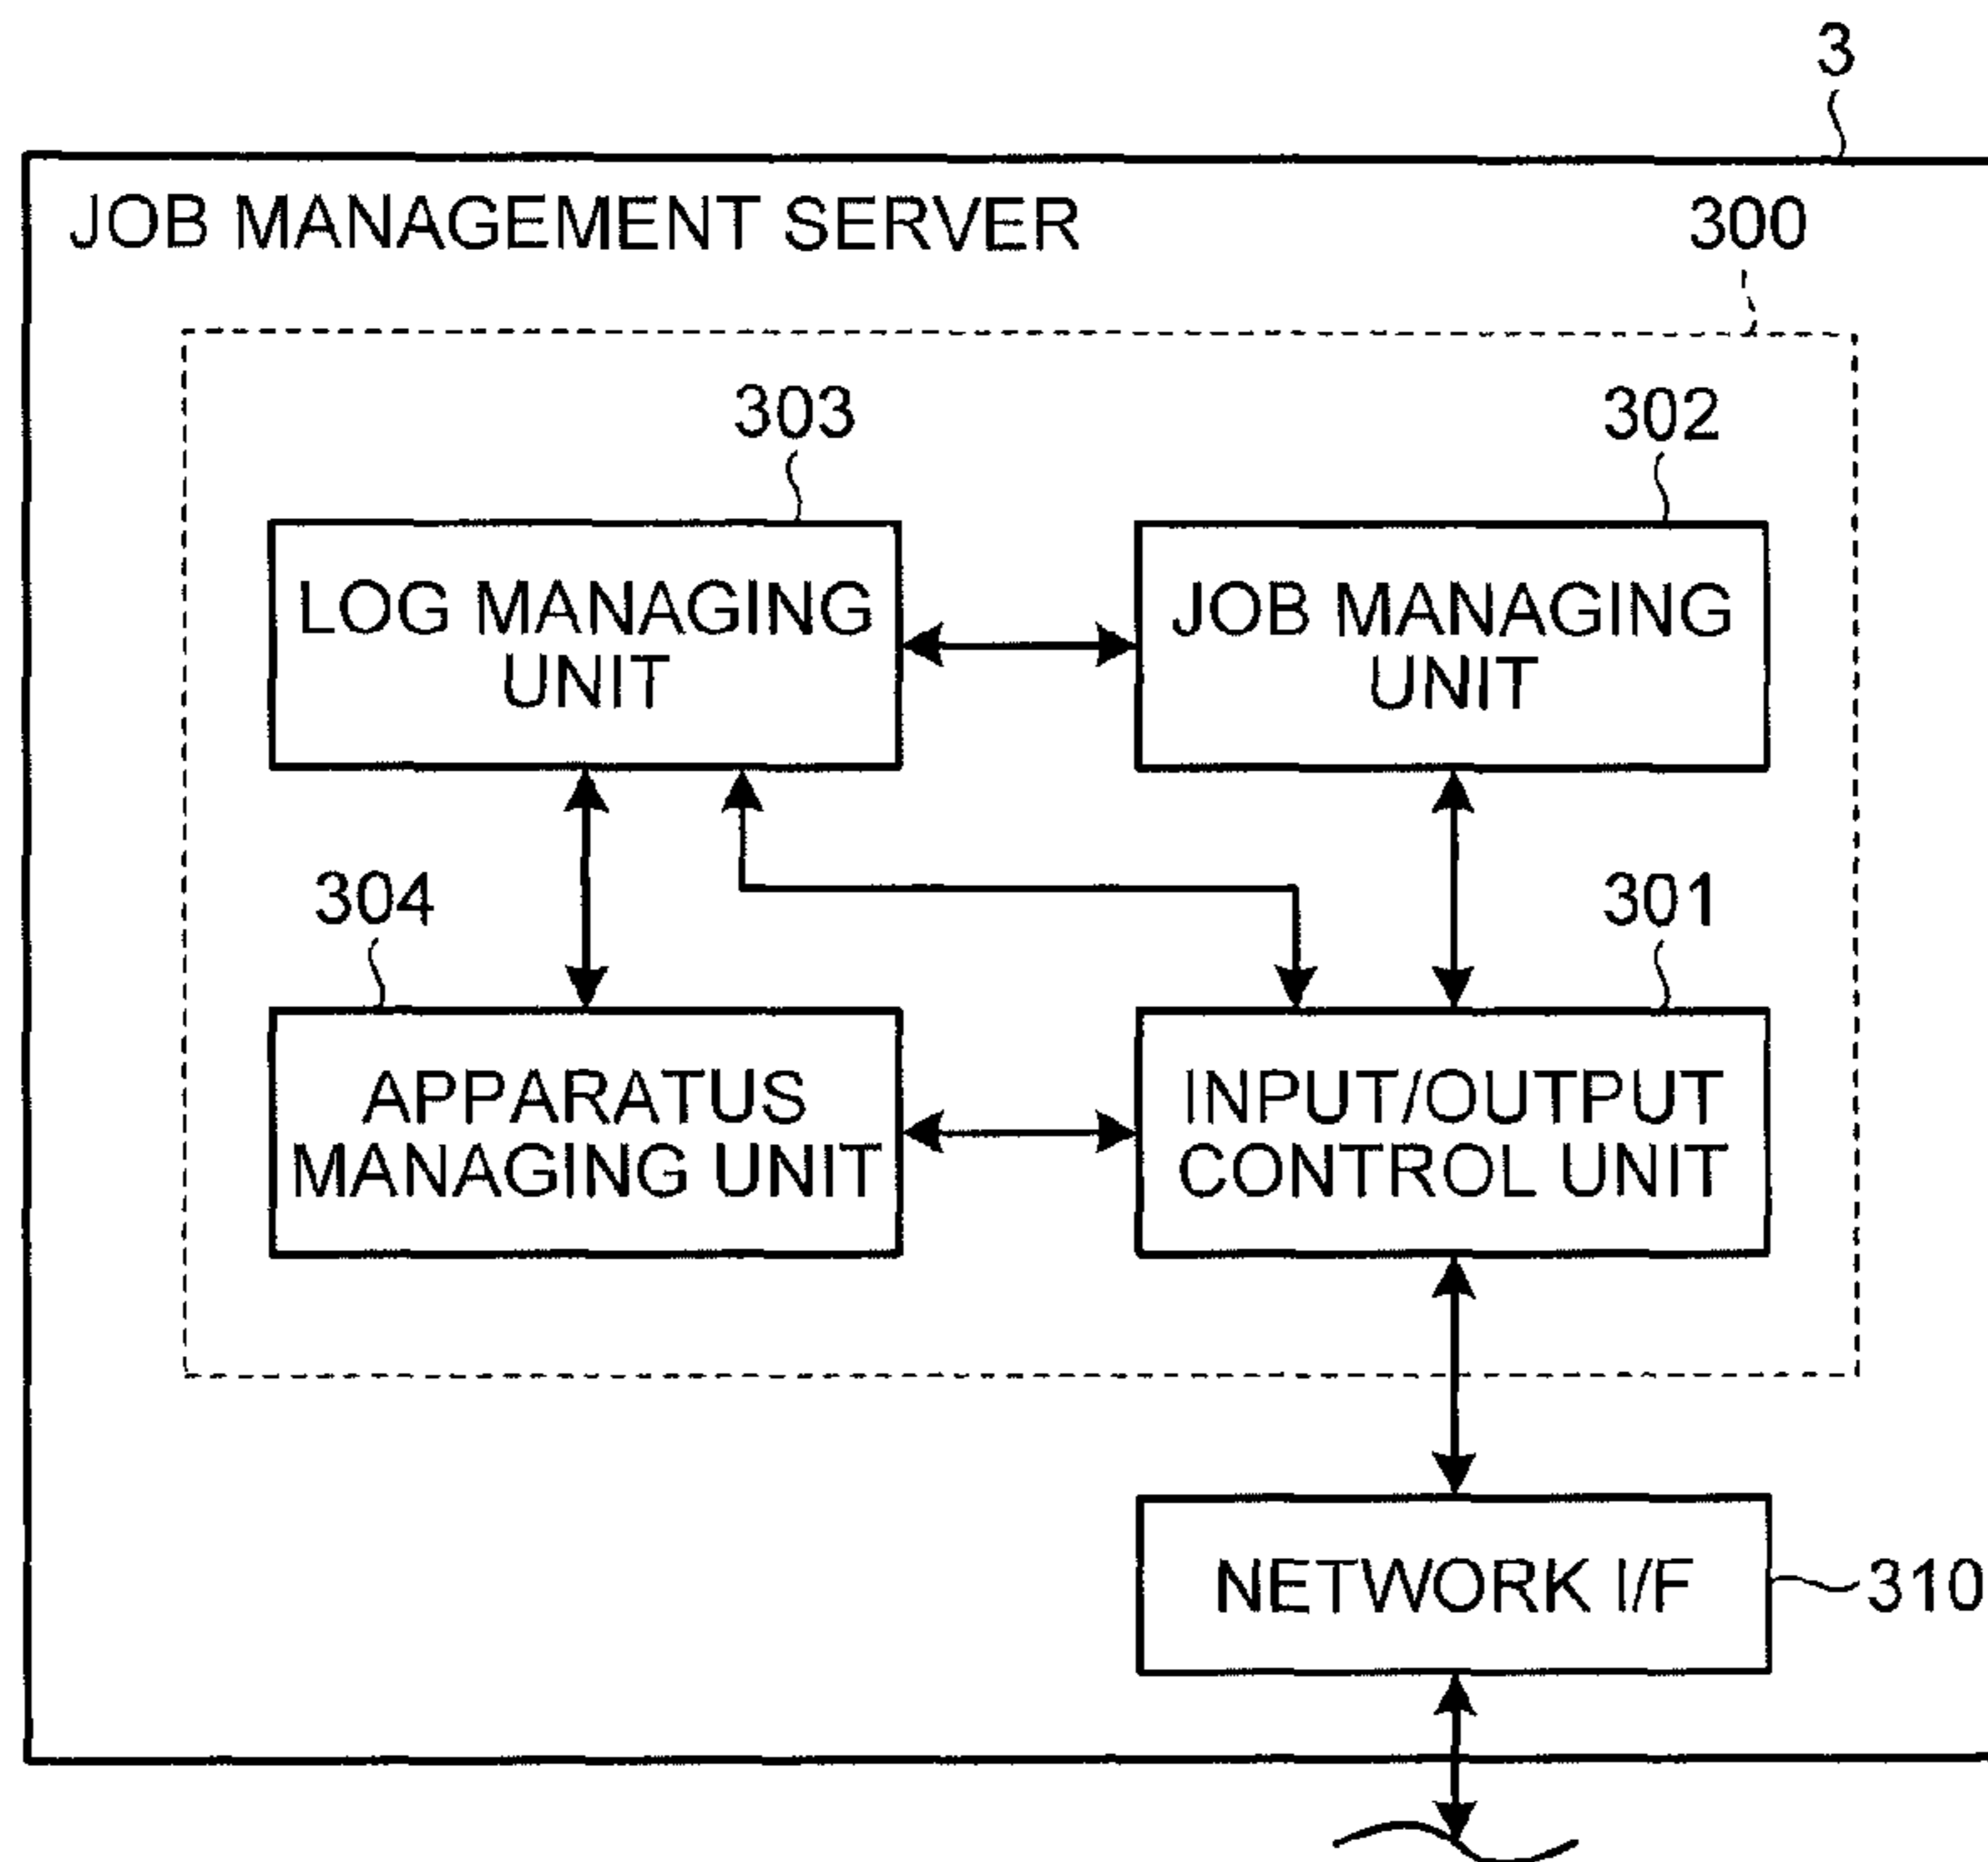 3
JOB MANAGEMENT SERVER
300
303
302
LOG MANAGING
UNIT
JOB MANAGING
UNIT
304
301
APPARATUS
MANAGING UNIT
INPUT/OUTPUT
CONTROL UNIT
NETWORK I/F
310